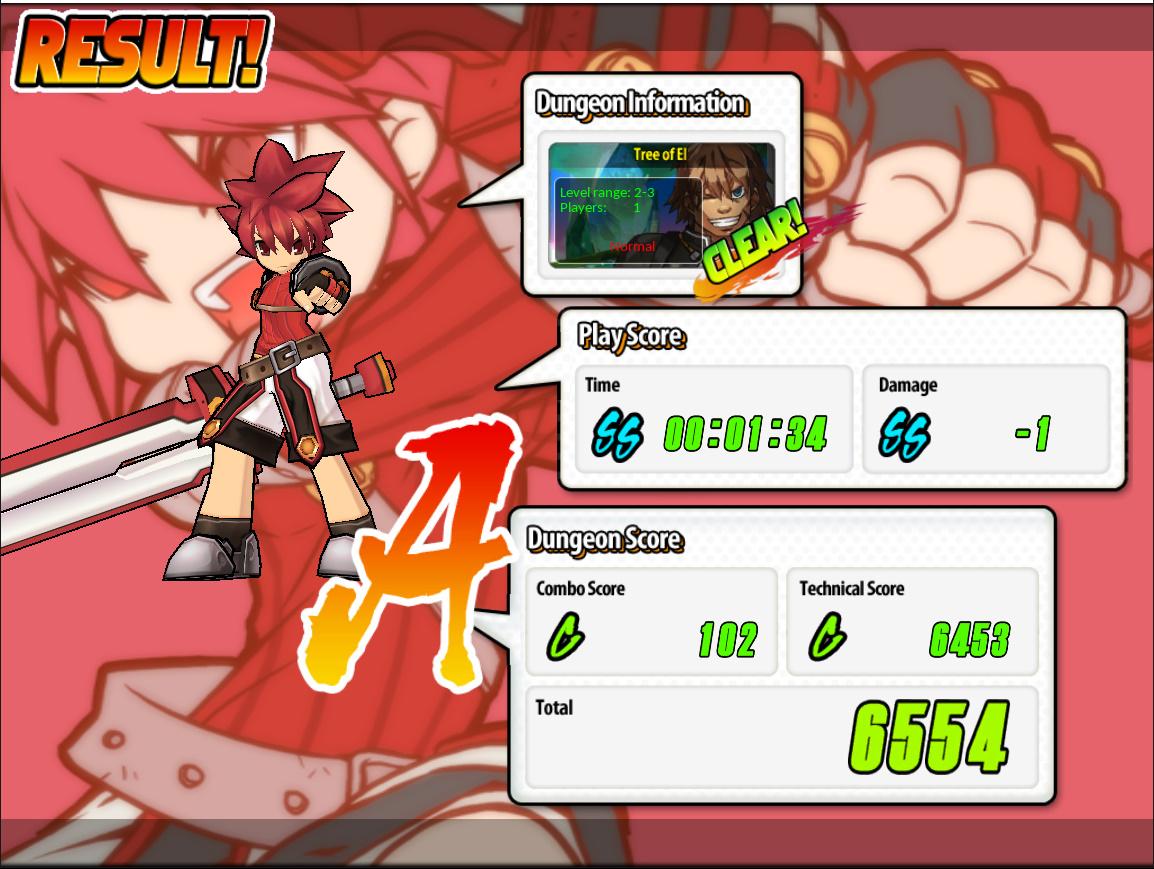 RESULT!
Dungeon Information
Tree of El
Level range: 2-3
Players: 1
Normal
CLEAR!
Play Score
Time
SS 00:01:34
Damage
SS -1
A
Dungeon Score
Combo Score
C 102
Technical Score
C 6453
Total
6554